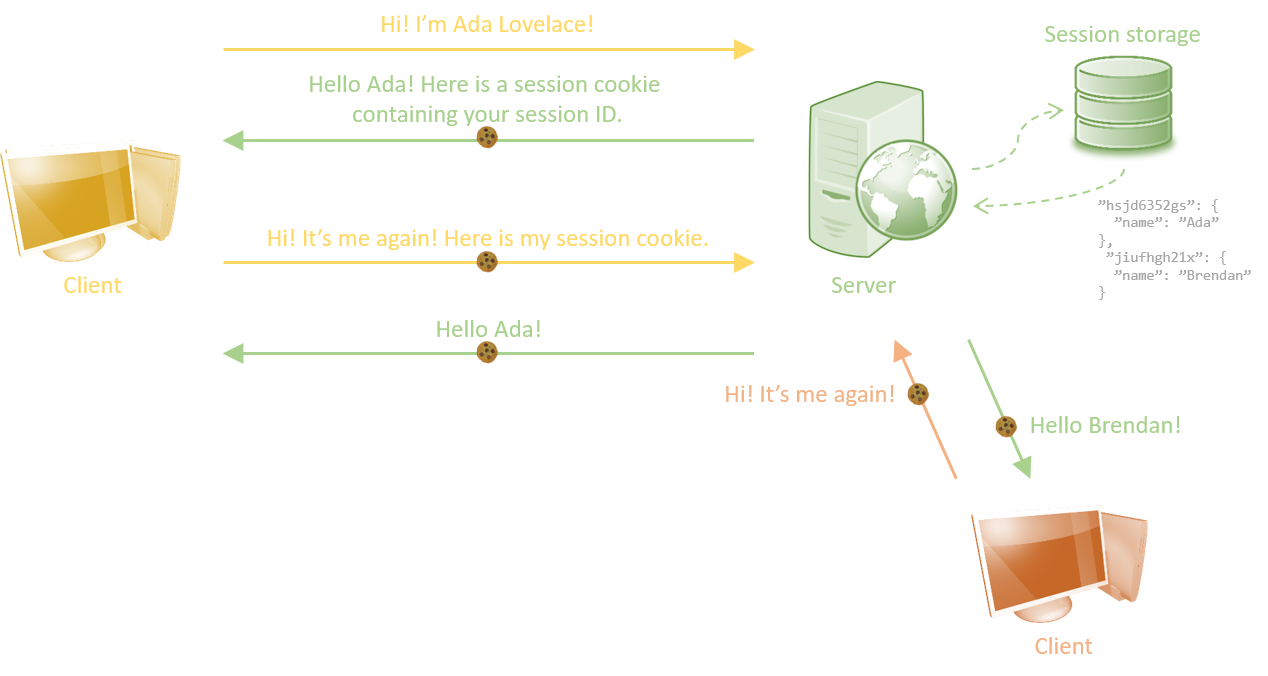 Hi! I’m Ada Lovelace!
Session storage
Hello Ada! Here is a session cookie
containing your session ID.
”hsjd6352gs”: {
”name”: ”Ada”
},
”jiufhgh21x”: {
”name”: ”Brendan”
}
Hi! It’s me again! Here is my session cookie.
Client
Server
Hello Ada!
Hi! It’s me again!
Hello Brendan!
Client